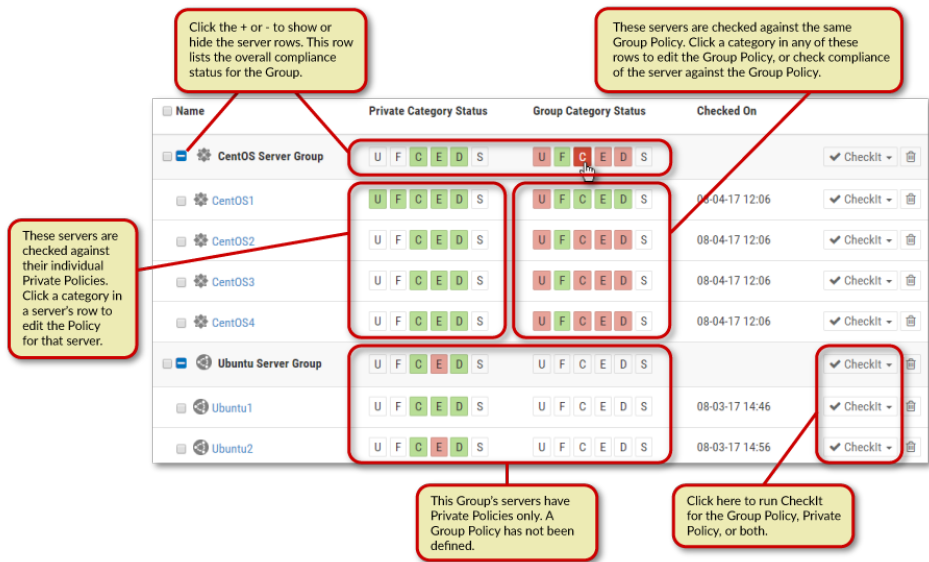 Click the + or - to show or
hide the server rows. This row
lists the overall compliance
status for the Group.
These servers are checked against the same
Group Policy. Click a category in any of these
rows to edit the Group Policy, or check compliance
of the server against the Group Policy.
Name Private Category Status Group Category Status Checked On
CentOS Server Group U F C E D S U F C E D S CheckIt
CentOS1 U F C E D S U F C E D S 08-04-17 12:06 CheckIt
CentOS2 U F C E D S U F C E D S 08-04-17 12:06 CheckIt
CentOS3 U F C E D S U F C E D S 08-04-17 12:06 CheckIt
CentOS4 U F C E D S U F C E D S 08-04-17 12:06 CheckIt
These servers are
checked against
their individual
Private Policies.
Click a category in
a server's row to
edit the Policy
for that server.
Ubuntu Server Group U F C E D S U F C E D S CheckIt
Ubuntu1 U F C E D S U F C E D S 08-03-17 14:46 CheckIt
Ubuntu2 U F C E D S U F C E D S 08-03-17 14:56 CheckIt
This Group's servers have
Private Policies only. A
Group Policy has not been
defined.
Click here to run CheckIt
for the Group Policy, Private
Policy, or both.